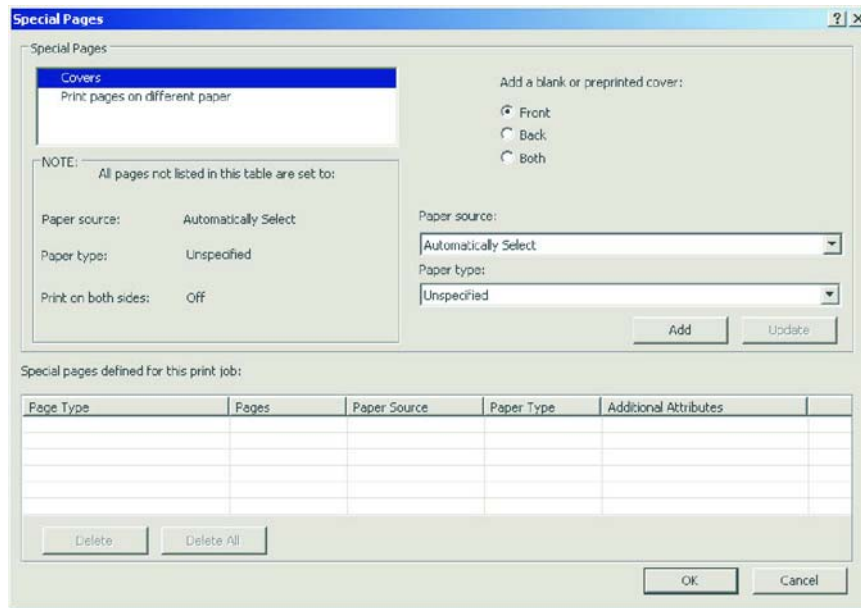 Special Pages
Special Pages
Covers
Print pages on different paper
Add a blank or preprinted cover:
Front
Back
Both
NOTE:
All pages not listed in this table are set to:
Paper source: Automatically Select
Paper type: Unspecified
Print on both sides: Off
Paper source:
Automatically Select
Paper type:
Unspecified
Add Update
Special pages defined for this print job:
Page Type Pages Paper Source Paper Type Additional Attributes
Delete Delete All
OK Cancel